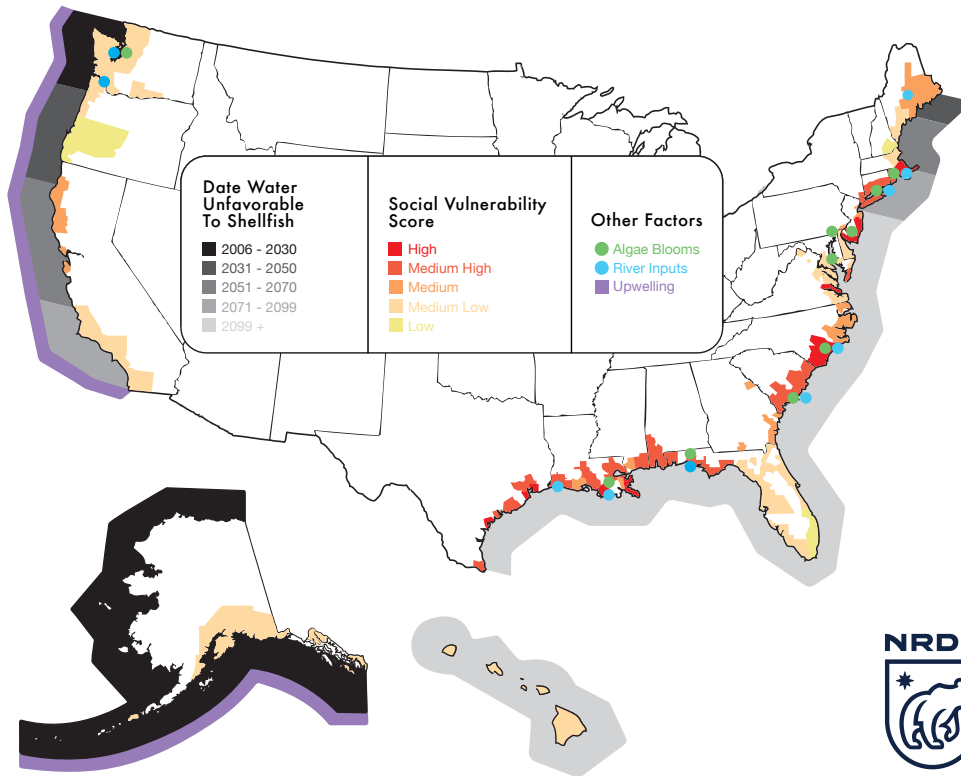 Date Water
Unfavorable
To Shellfish
2006 - 2030
2031 - 2050
2051 - 2070
2071 - 2099
2099 +
Social Vulnerability
Score
High
Medium High
Medium
Medium Low
Low
Other Factors
Algae Blooms
River Inputs
Upwelling
NRD